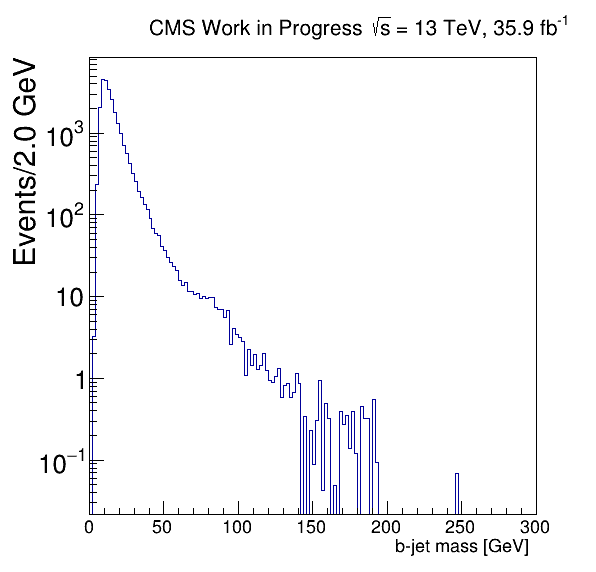 CMS Work in Progress √s = 13 TeV, 35.9 fb⁻¹
Events/2.0 GeV
10³
10²
10
1
10⁻¹
0 50 100 150 200 250 300
b-jet mass [GeV]